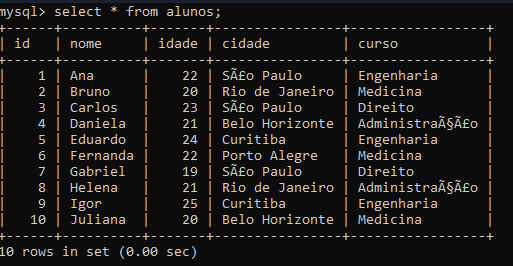 mysql> select * from alunos;
+----+----------+-------+----------------+---------------+
| id | nome | idade | cidade | curso |
+----+----------+-------+----------------+---------------+
| 1 | Ana | 22 | SÃ£o Paulo | Engenharia |
| 2 | Bruno | 20 | Rio de Janeiro | Medicina |
| 3 | Carlos | 23 | SÃ£o Paulo | Direito |
| 4 | Daniela | 21 | Belo Horizonte | AdministraÃ§Ã£o |
| 5 | Eduardo | 24 | Curitiba | Engenharia |
| 6 | Fernanda | 22 | Porto Alegre | Medicina |
| 7 | Gabriel | 19 | SÃ£o Paulo | Direito |
| 8 | Helena | 21 | Rio de Janeiro | AdministraÃ§Ã£o |
| 9 | Igor | 25 | Curitiba | Engenharia |
| 10 | Juliana | 20 | Belo Horizonte | Medicina |
+----+----------+-------+----------------+---------------+
10 rows in set (0.00 sec)